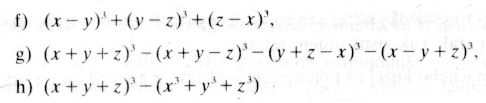 f) (x − y)³+(y − z)³+(z − x)³,
g) (x + y + z)³ − (x + y − z)³ − (y + z − x)³ − (x − y + z)³,
h) (x + y + z)³ − (x³ + y³ + z³)